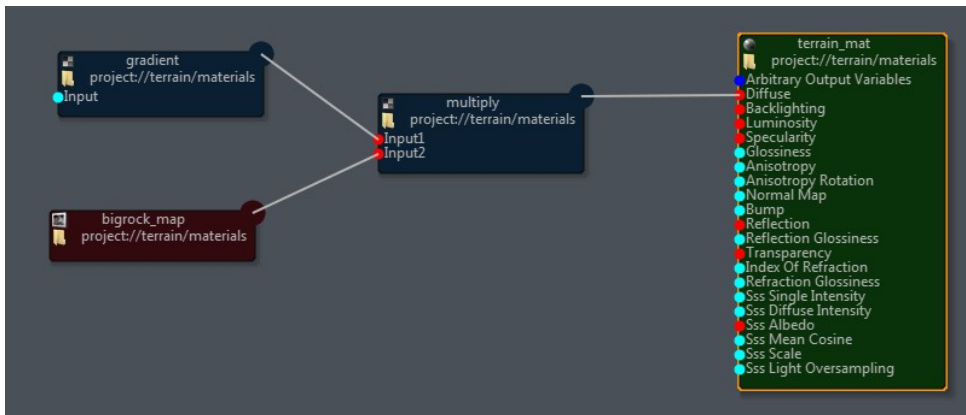 gradient
project://terrain/materials
Input
bigrock_map
project://terrain/materials
multiply
project://terrain/materials
Input1
Input2
terrain_mat
project://terrain/materials
Arbitrary Output Variables
Diffuse
Backlighting
Luminosity
Specularity
Glossiness
Anisotropy
Anisotropy Rotation
Normal Map
Bump
Reflection
Reflection Glossiness
Transparency
Index Of Refraction
Refraction Glossiness
Sss Single Intensity
Sss Diffuse Intensity
Sss Albedo
Sss Mean Cosine
Sss Scale
Sss Light Oversampling